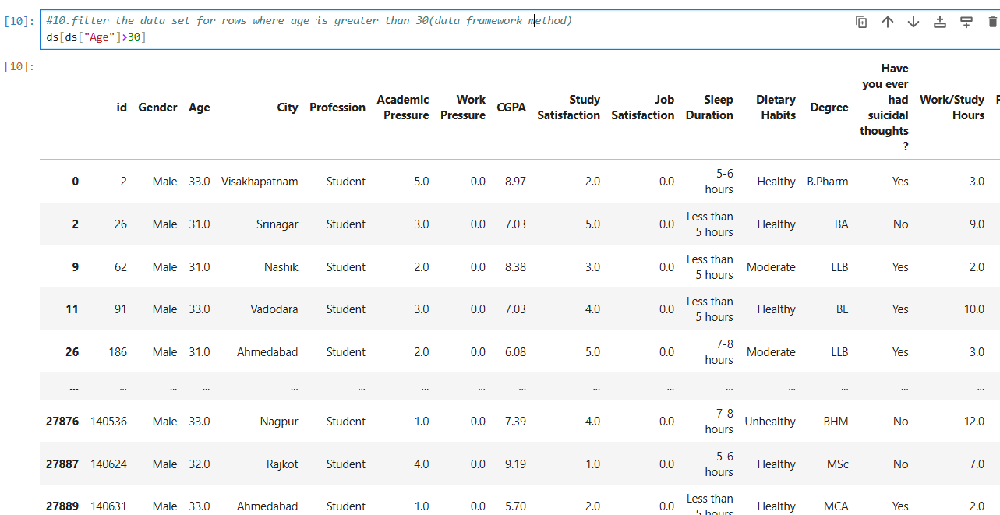 [10]: #10.filter the data set for rows where age is greater than 30(data framework method)
ds[ds["Age"]>30]
[10]:
id Gender Age City Profession Academic Pressure Work Pressure CGPA Study Satisfaction Job Satisfaction Sleep Duration Dietary Habits Degree Have you ever had suicidal thoughts ? Work/Study Hours
0 2 Male 33.0 Visakhapatnam Student 5.0 0.0 8.97 2.0 0.0 5-6 hours Healthy B.Pharm Yes 3.0
2 26 Male 31.0 Srinagar Student 3.0 0.0 7.03 5.0 0.0 Less than 5 hours Healthy BA No 9.0
9 62 Male 31.0 Nashik Student 2.0 0.0 8.38 3.0 0.0 Less than 5 hours Moderate LLB Yes 2.0
11 91 Male 33.0 Vadodara Student 3.0 0.0 7.03 4.0 0.0 Less than 5 hours Healthy BE Yes 10.0
26 186 Male 31.0 Ahmedabad Student 2.0 0.0 6.08 5.0 0.0 7-8 hours Moderate LLB Yes 3.0
... ... ... ... ... ... ... ... ... ... ... ... ... ... ... ...
27876 140536 Male 33.0 Nagpur Student 1.0 0.0 7.39 4.0 0.0 7-8 hours Unhealthy BHM No 12.0
27887 140624 Male 32.0 Rajkot Student 4.0 0.0 9.19 1.0 0.0 5-6 hours Healthy MSc No 7.0
27889 140631 Male 33.0 Ahmedabad Student 1.0 0.0 5.70 2.0 0.0 Less than 5 hours Healthy MCA Yes 2.0